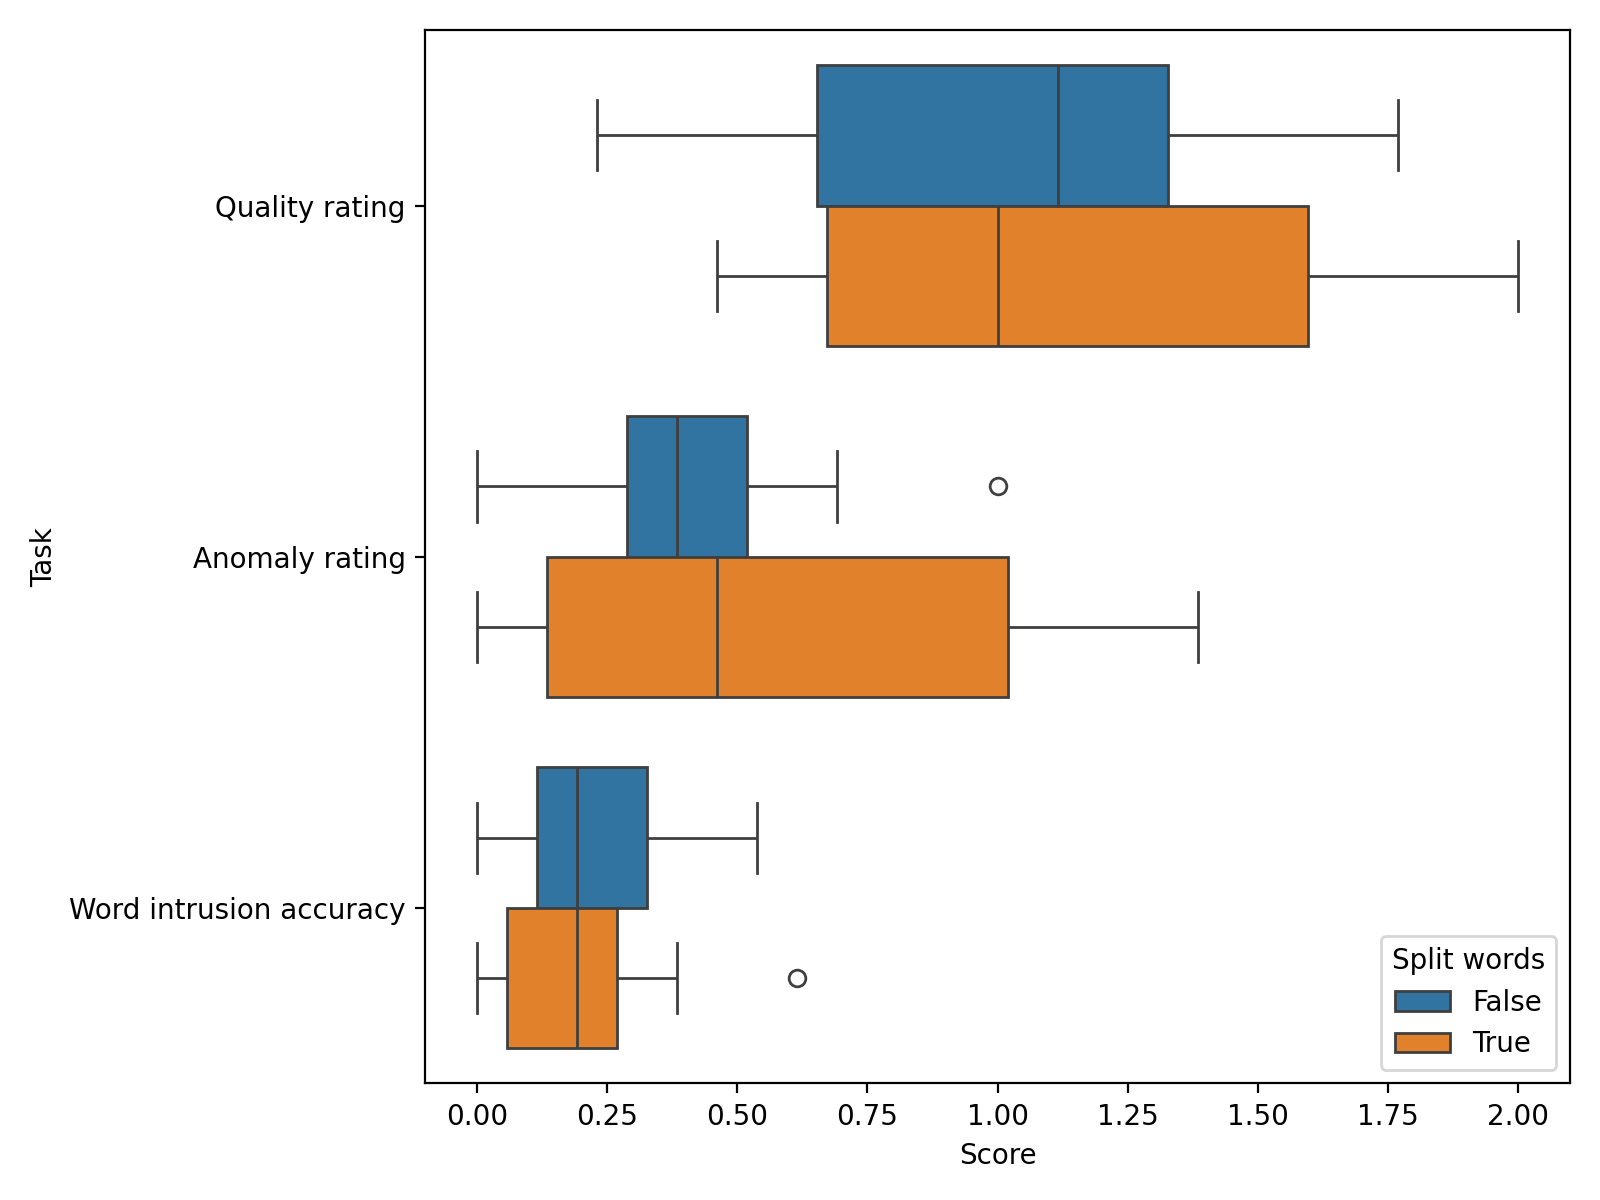 Quality rating
Anomaly rating
Word intrusion accuracy
Task
0.00 0.25 0.50 0.75 1.00 1.25 1.50 1.75 2.00
Score
Split words
False
True